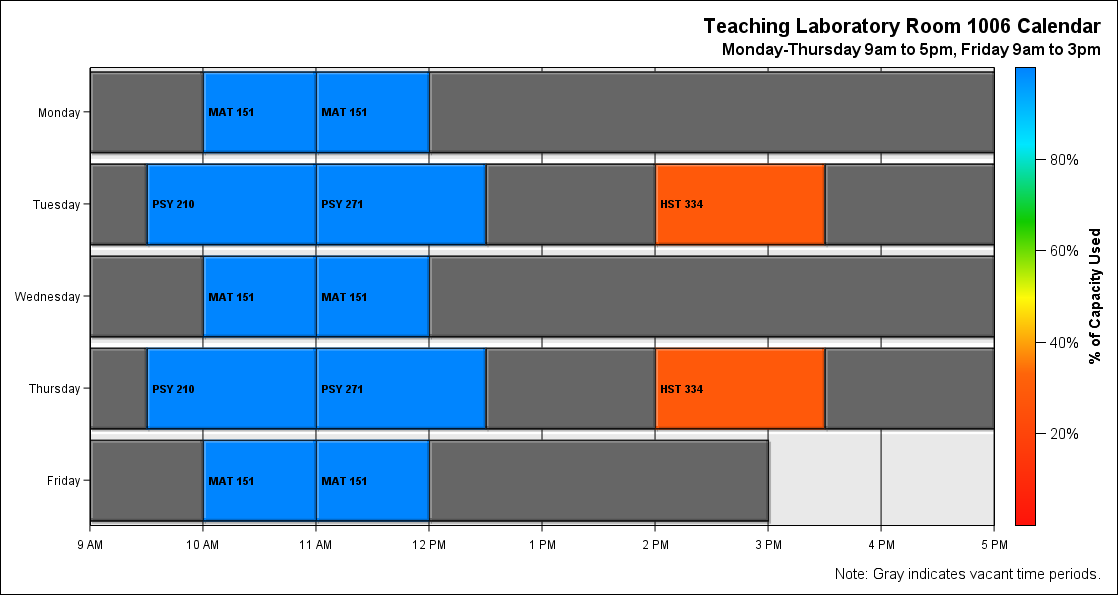 Teaching Laboratory Room 1006 Calendar
Monday-Thursday 9am to 5pm, Friday 9am to 3pm
Monday
MAT 151
MAT 151
Tuesday
PSY 210
PSY 271
HST 334
Wednesday
MAT 151
MAT 151
Thursday
PSY 210
PSY 271
HST 334
Friday
MAT 151
MAT 151
9 AM
10 AM
11 AM
12 PM
1 PM
2 PM
3 PM
4 PM
5 PM
80%
60%
40%
20%
% of Capacity Used
Note: Gray indicates vacant time periods.